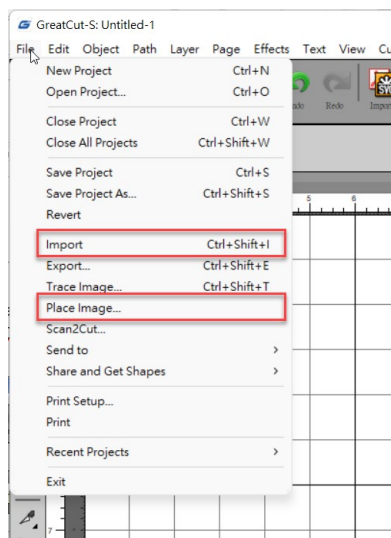 GreatCut-S: Untitled-1
File Edit Object Path Layer Page Effects Text View
New Project Ctrl+N
Open Project... Ctrl+O
Redo
Close Project Ctrl+W
Close All Projects Ctrl+Shift+W
Save Project Ctrl+S
Save Project As... Ctrl+Shift+S
5 6
Revert
Import Ctrl+Shift+I
Export... Ctrl+Shift+E
Trace Image... Ctrl+Shift+T
Place Image...
Scan2Cut...
Send to >
Share and Get Shapes >
Print Setup...
Print
Recent Projects >
Exit
7